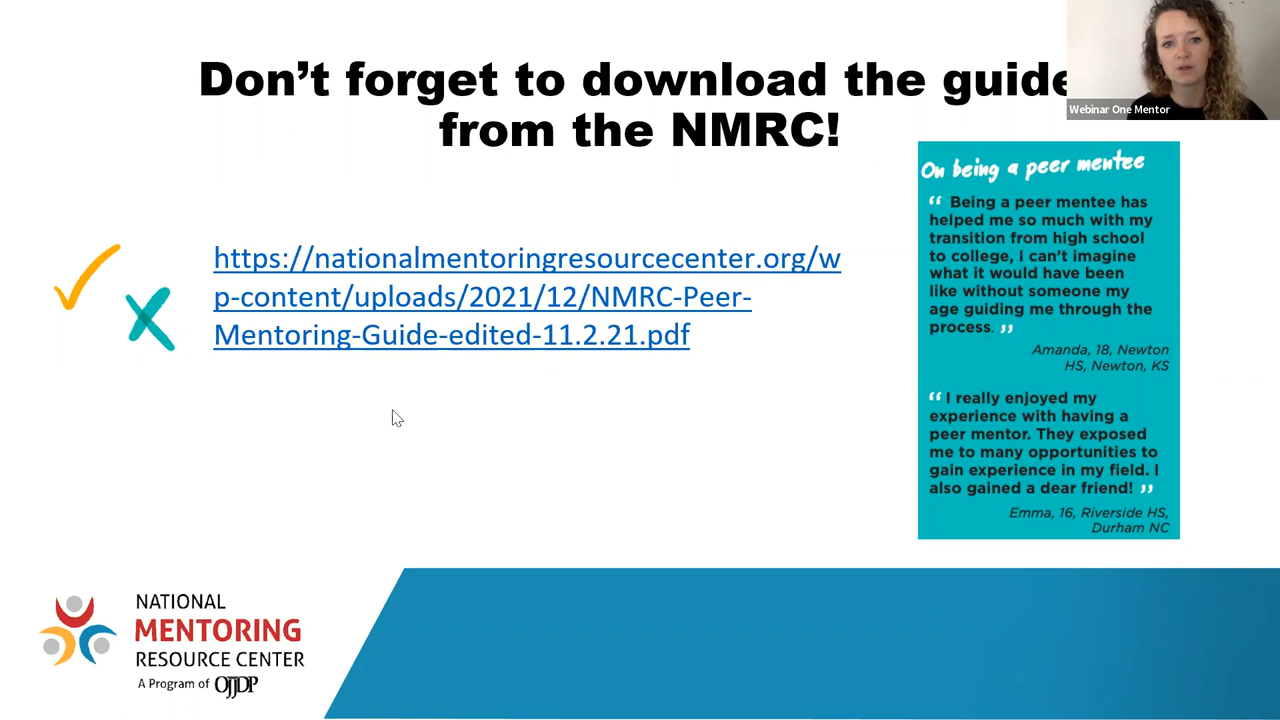 Don’t forget to download the guide
from the NMRC!
Webinar One Mentor
https://nationalmentoringresourcecenter.org/w
p-content/uploads/2021/12/NMRC-Peer-
Mentoring-Guide-edited-11.2.21.pdf
On being a peer mentee
“ Being a peer mentee has
helped me so much with my
transition from high school
to college, I can’t imagine
what it would have been
like without someone my
age guiding me through the
process. ”
Amanda, 18, Newton
HS, Newton, KS
“ I really enjoyed my
experience with having a
peer mentor. They exposed
me to many opportunities to
gain experience in my field. I
also gained a dear friend! ”
Emma, 16, Riverside HS,
Durham NC
NATIONAL
MENTORING
RESOURCE CENTER
A Program of OJJDP